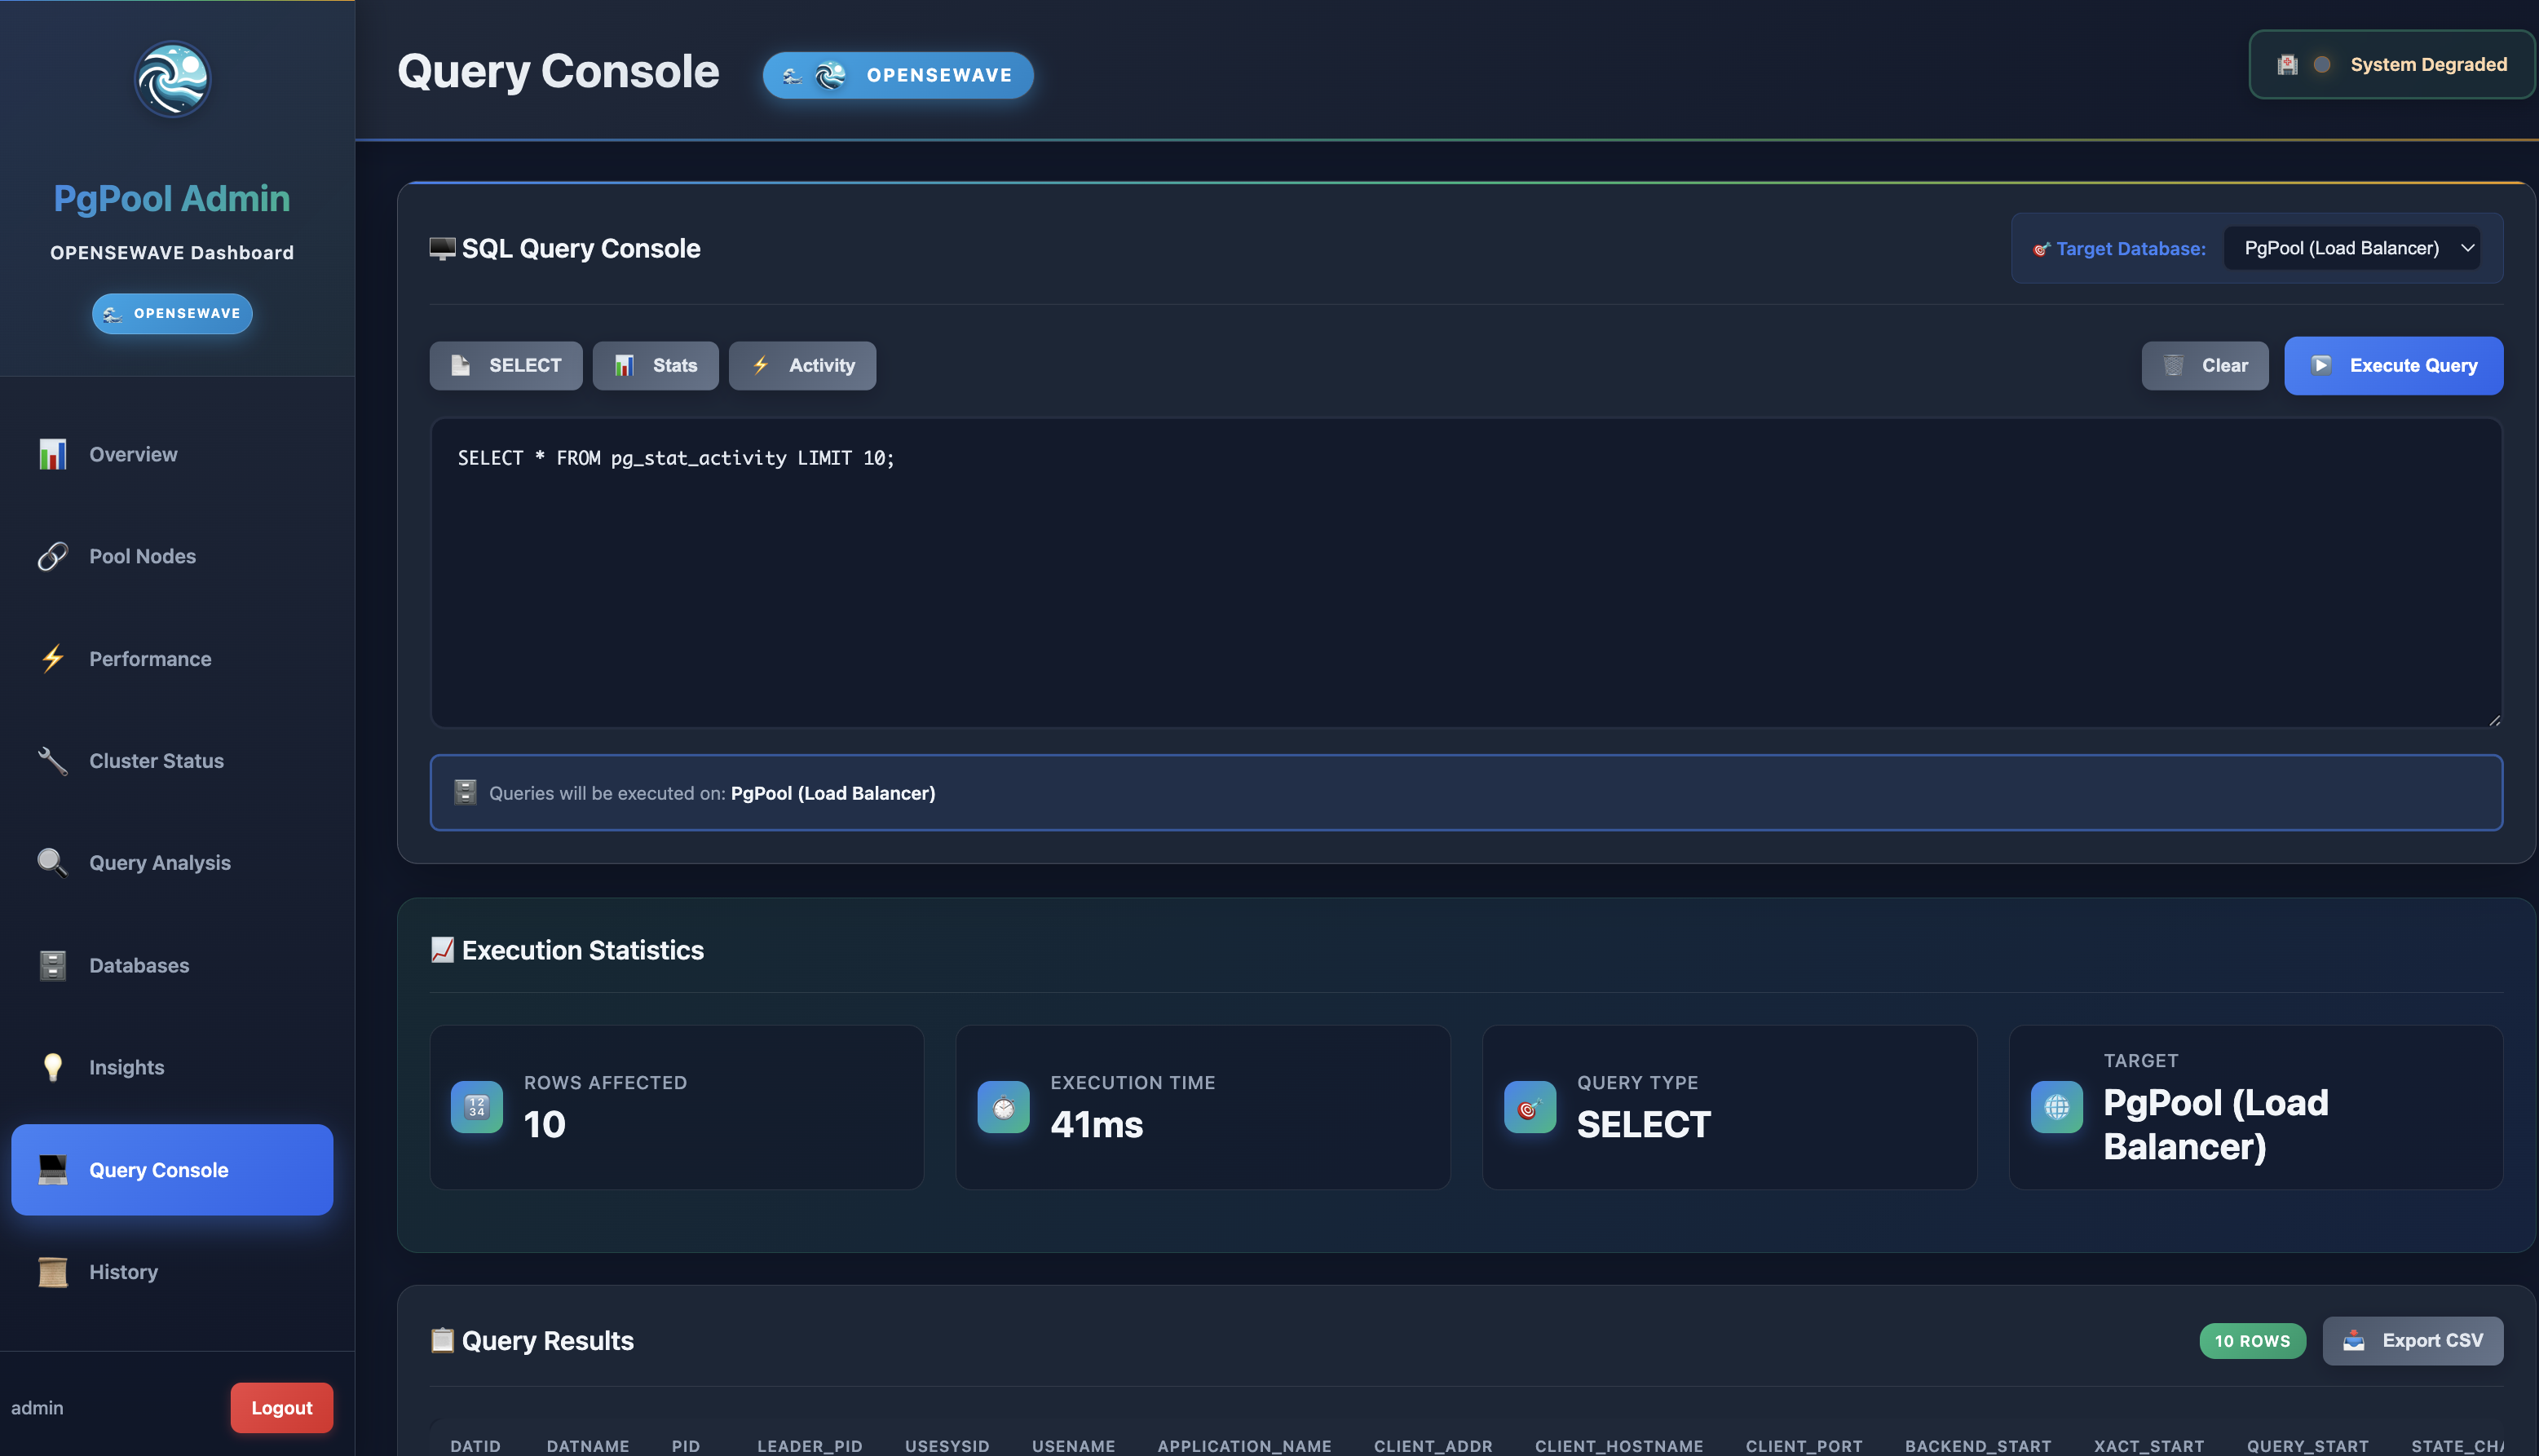 PgPool Admin
OPENSEWAVE Dashboard
OPENSEWAVE
Overview
Pool Nodes
Performance
Cluster Status
Query Analysis
Databases
Insights
Query Console
History
admin
Logout
Query Console
OPENSEWAVE
System Degraded
SQL Query Console
Target Database:
PgPool (Load Balancer)
SELECT
Stats
Activity
Clear
Execute Query
SELECT * FROM pg_stat_activity LIMIT 10;
Queries will be executed on: PgPool (Load Balancer)
Execution Statistics
ROWS AFFECTED
10
EXECUTION TIME
41ms
QUERY TYPE
SELECT
TARGET
PgPool (Load
Balancer)
Query Results
10 ROWS
Export CSV
DATID DATNAME PID LEADER_PID USESYSID USENAME APPLICATION_NAME CLIENT_ADDR CLIENT_HOSTNAME CLIENT_PORT BACKEND_START XACT_START QUERY_START